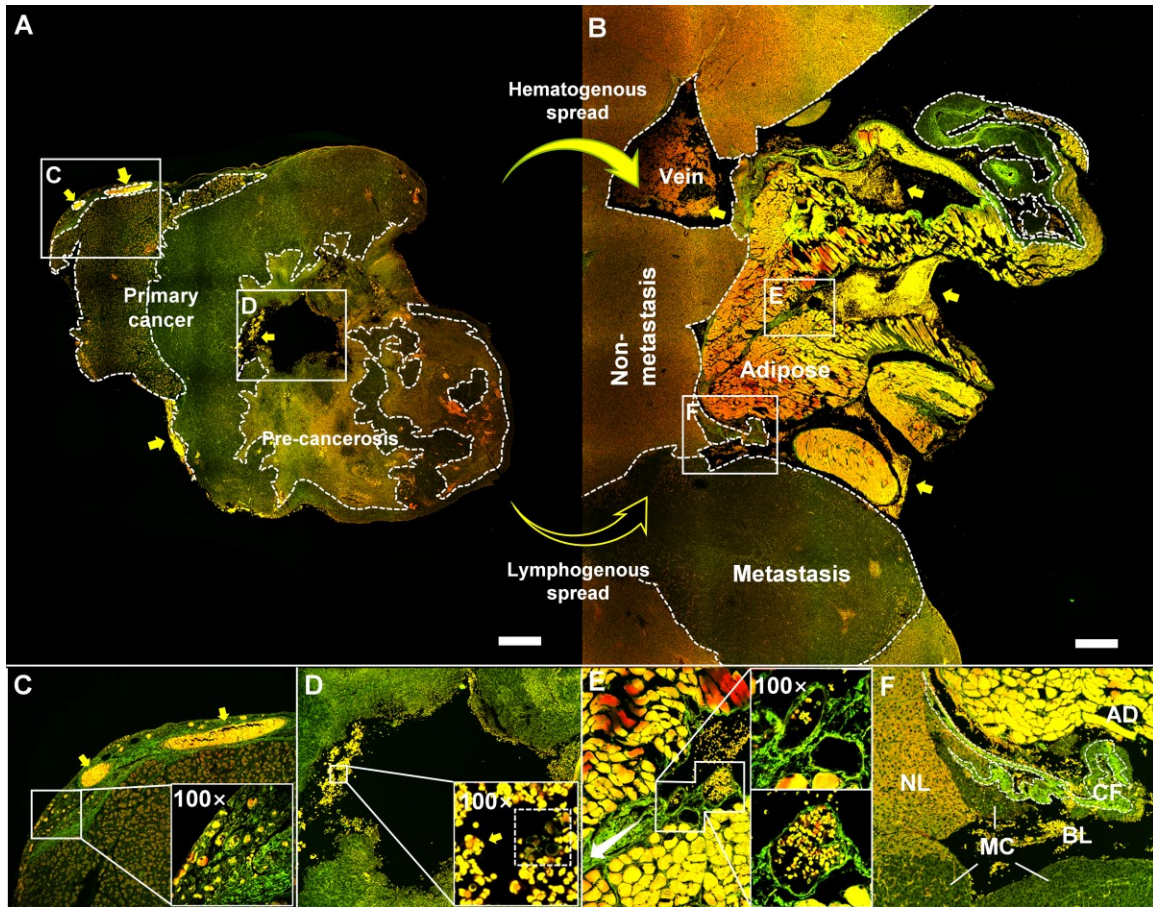 A
B
Hematogenous
spread
C
Vein
Primary
cancer
D
E
Non-
metastasis
Adipose
F
Pre-cancerosis
Lymphogenous
spread
Metastasis
C
D
E
100×
F
AD
100×
100×
NL
CF
MC
BL